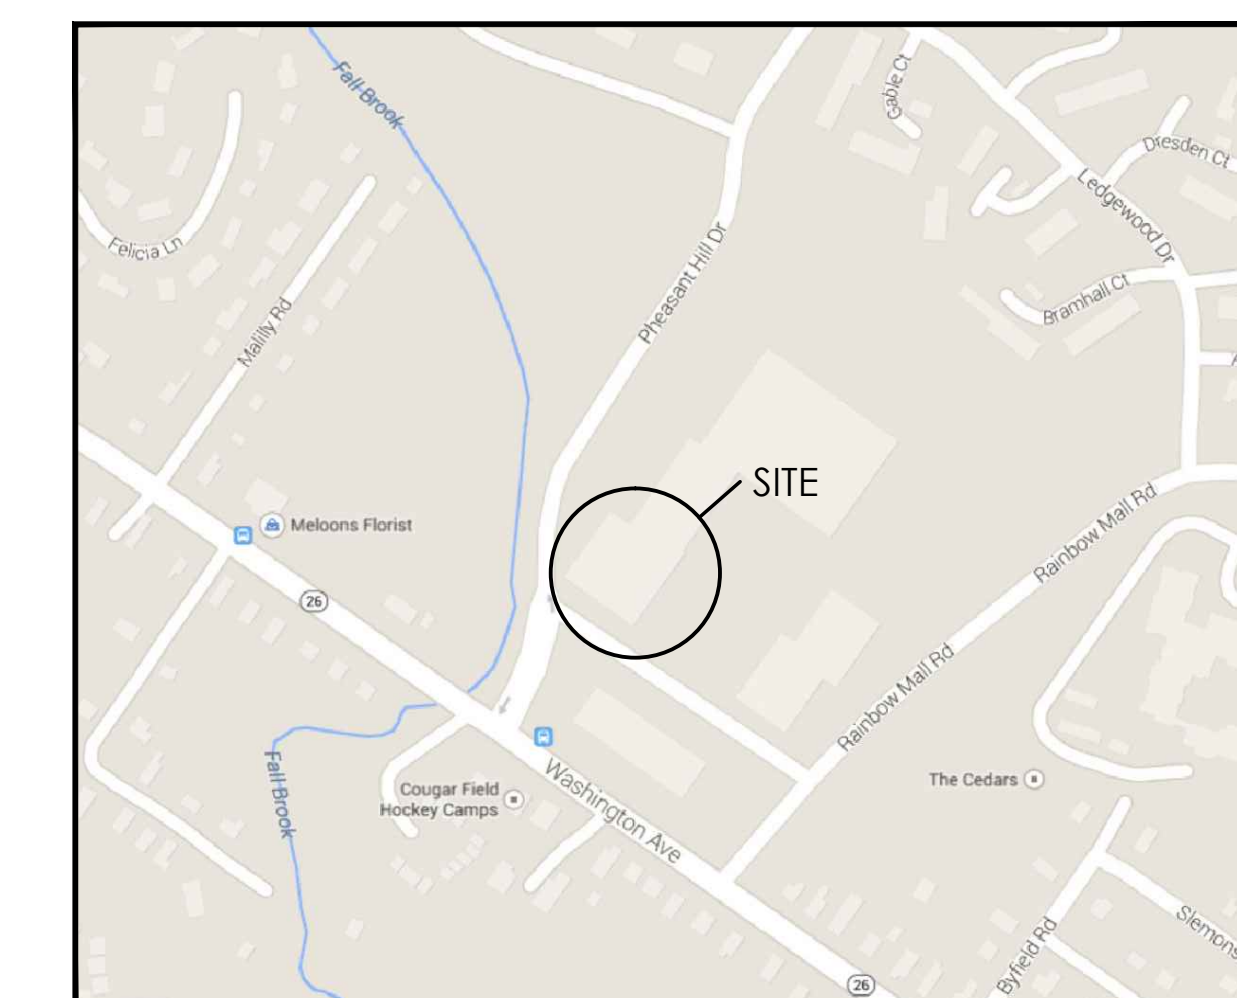 Fall Brook
Gable Ct
Dresden Ct
Ledgewood Dr
Felicia Ln
Pheasant Hill Dr
Bramhall Ct
Malilly Rd
SITE
Rainbow Mall Rd
Meloons Florist
26
Rainbow Mall Rd
Fall Brook
Washington Ave
The Cedars
Cougar Field
Hockey Camps
Slemons
Byfield Rd
26